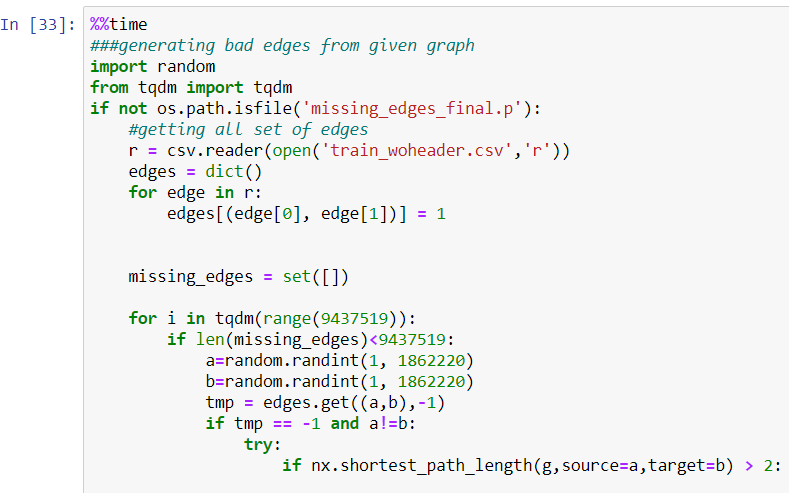 In [33]: %%time
###generating bad edges from given graph
import random
from tqdm import tqdm
if not os.path.isfile('missing_edges_final.p'):
    #getting all set of edges
    r = csv.reader(open('train_woheader.csv','r'))
    edges = dict()
    for edge in r:
        edges[(edge[0], edge[1])] = 1
    missing_edges = set([])
    for i in tqdm(range(9437519)):
        if len(missing_edges)<9437519:
            a=random.randint(1, 1862220)
            b=random.randint(1, 1862220)
            tmp = edges.get((a,b),-1)
            if tmp == -1 and a!=b:
                try:
                    if nx.shortest_path_length(g,source=a,target=b) > 2: